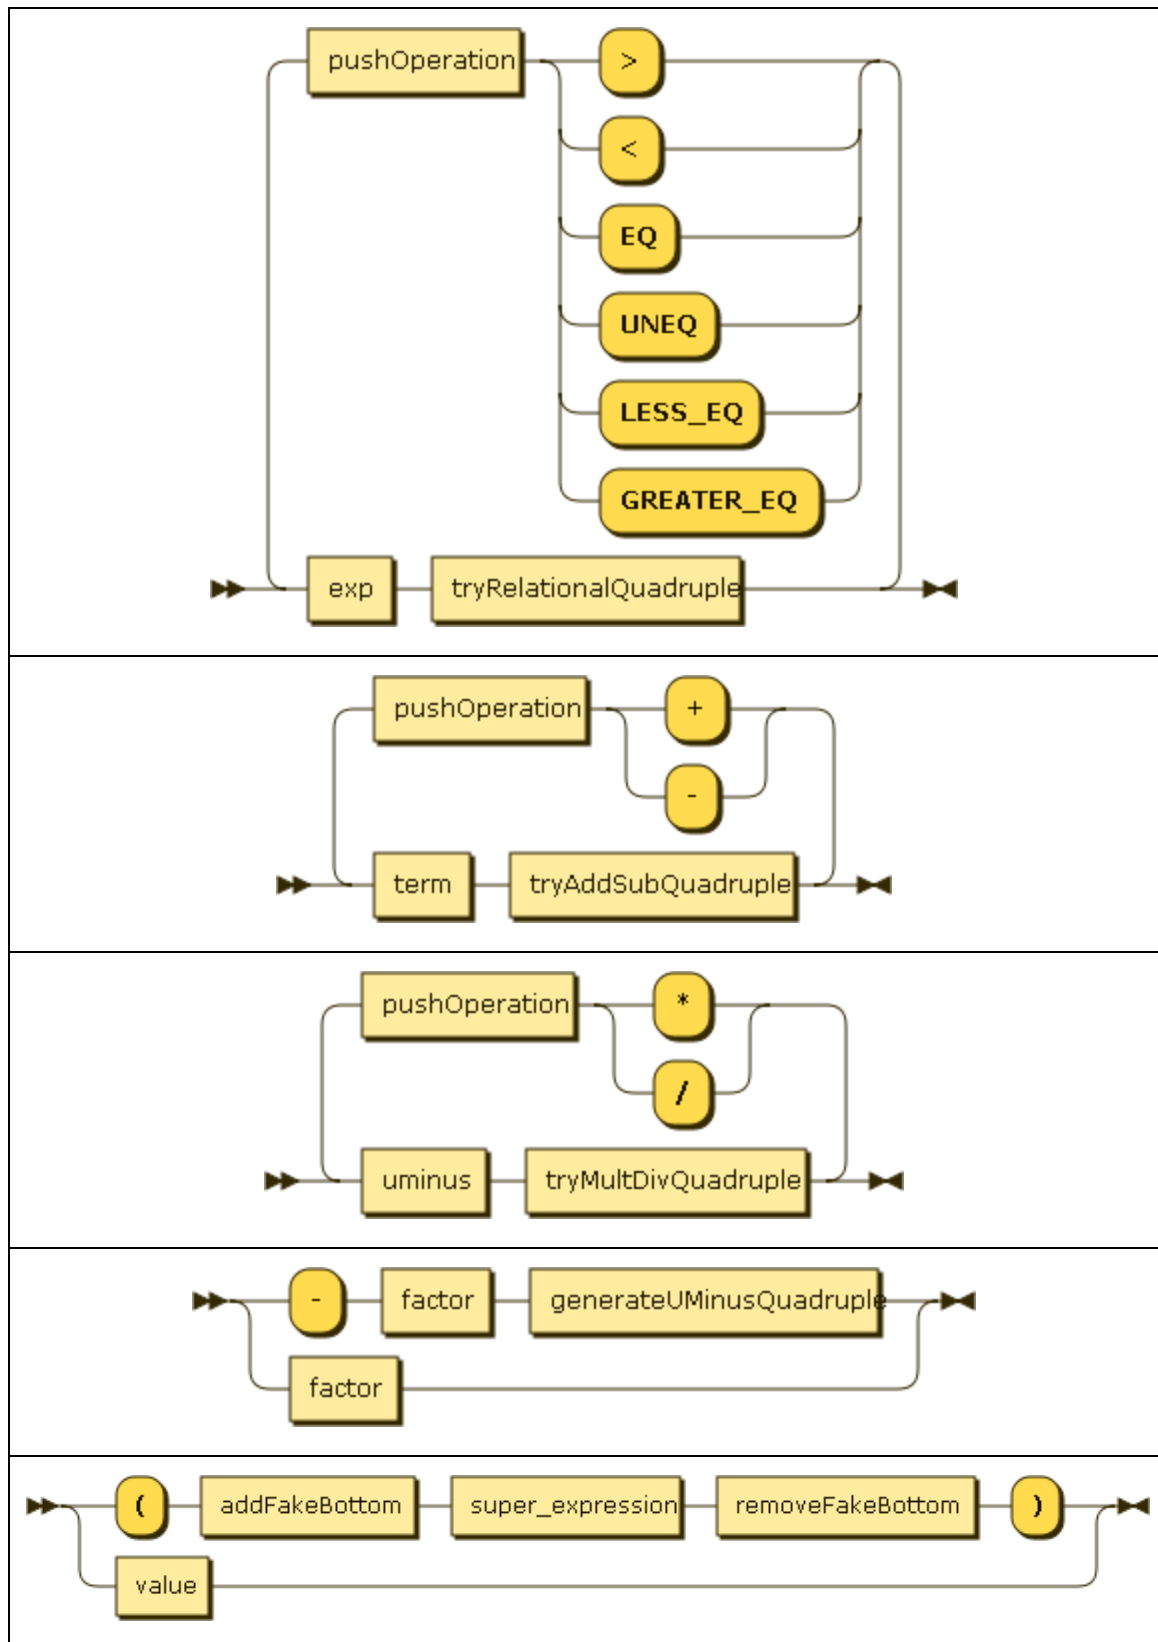 pushOperation >
<
EQ
UNEQ
LESS_EQ
GREATER_EQ
exp tryRelationalQuadruple
pushOperation +
-
term tryAddSubQuadruple
pushOperation *
/
uminus tryMultDivQuadruple
- factor generateUMinusQuadruple
factor
( addFakeBottom super_expression removeFakeBottom )
value